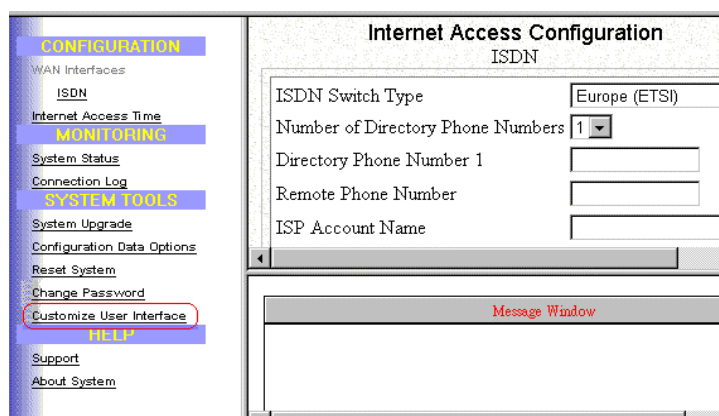 CONFIGURATION
WAN Interfaces
ISDN
Internet Access Time
MONITORING
System Status
Connection Log
SYSTEM TOOLS
System Upgrade
Configuration Data Options
Reset System
Change Password
Customize User Interface
HELP
Support
About System
Internet Access Configuration
ISDN
ISDN Switch Type Europe (ETSI)
Number of Directory Phone Numbers 1
Directory Phone Number 1
Remote Phone Number
ISP Account Name
Message Window